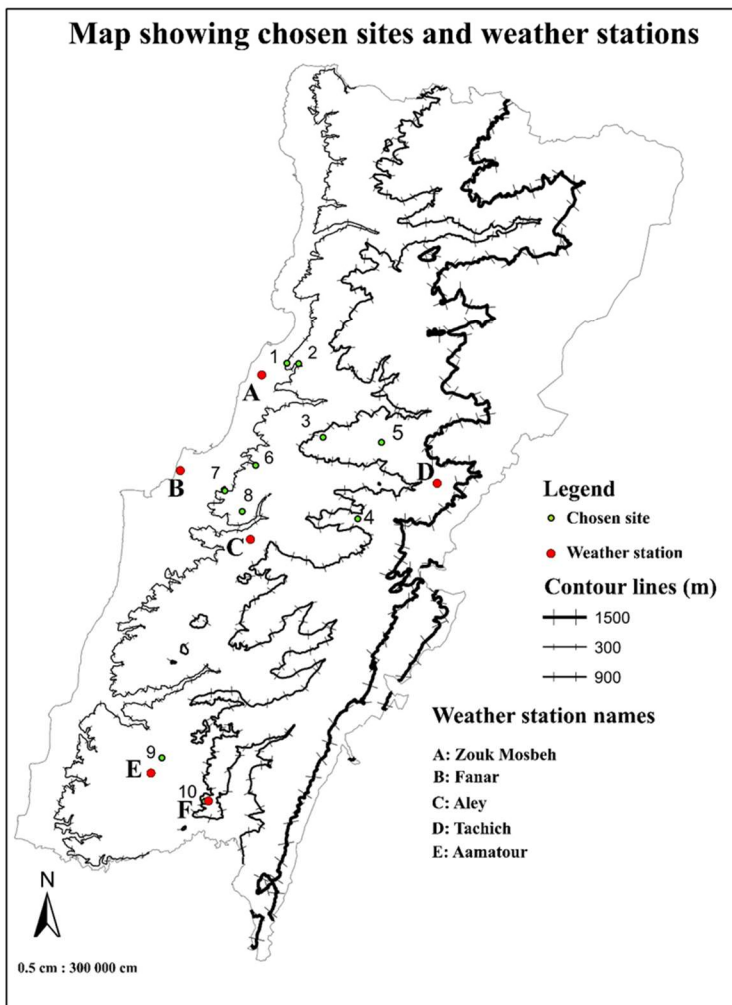 Map showing chosen sites and weather stations
1 2
A
3 5
6
D
B
7
8
4
C
Legend
Chosen site
Weather station
Contour lines (m)
1500
300
900
Weather station names
A: Zouk Mosbeh
B: Fanar
C: Aley
D: Tachich
E: Aamatour
9
E
10
F
N
0.5 cm : 300 000 cm